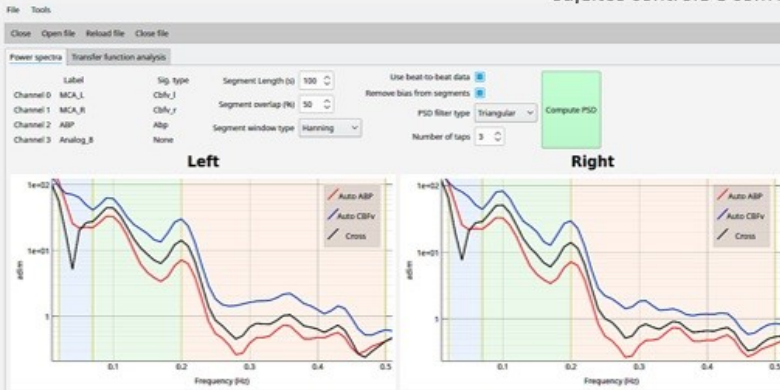 File Tools
Close Open file Reload file Close file
Power spectra Transfer function analysis
Label Sig. type
Channel 0 MCA_L Cbfv_l
Channel 1 MCA_R Cbfv_r
Channel 2 ABP Abp
Channel 3 Analog_8 None
Segment Length (s) 100
Segment overlap (%) 50
Segment window type Hanning
Use beat-to-beat data
Remove bias from segments
PSD filter type Triangular
Number of taps 3
Compute PSD
Left
1e+02
1e+01
1
adim
Auto ABP
Auto CBFv
Cross
0.1 0.2 0.3 0.4 0.5
Frequency (Hz)
Right
1e+02
1e+01
adim
Auto ABP
Auto CBFv
Cross
0.1 0.2 0.3 0.4
Frequency (Hz)